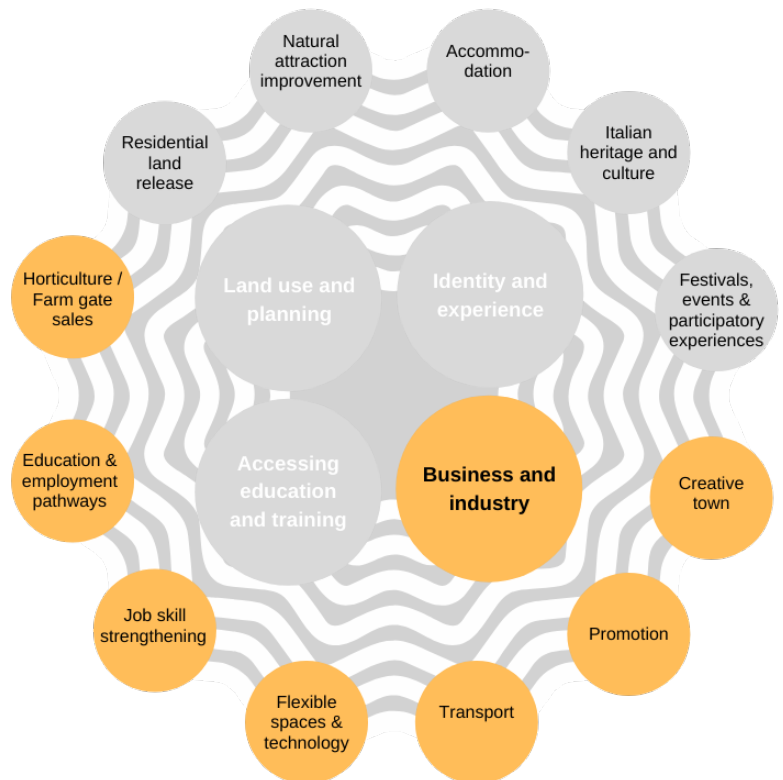 Natural
attraction
improvement
Accommo-
dation
Residential
land
release
Italian
heritage and
culture
Horticulture /
Farm gate
sales
Land use and
planning
Identity and
experience
Festivals,
events &
participatory
experiences
Education &
employment
pathways
Accessing
education
and training
Business and
industry
Creative
town
Job skill
strengthening
Promotion
Flexible
spaces &
technology
Transport